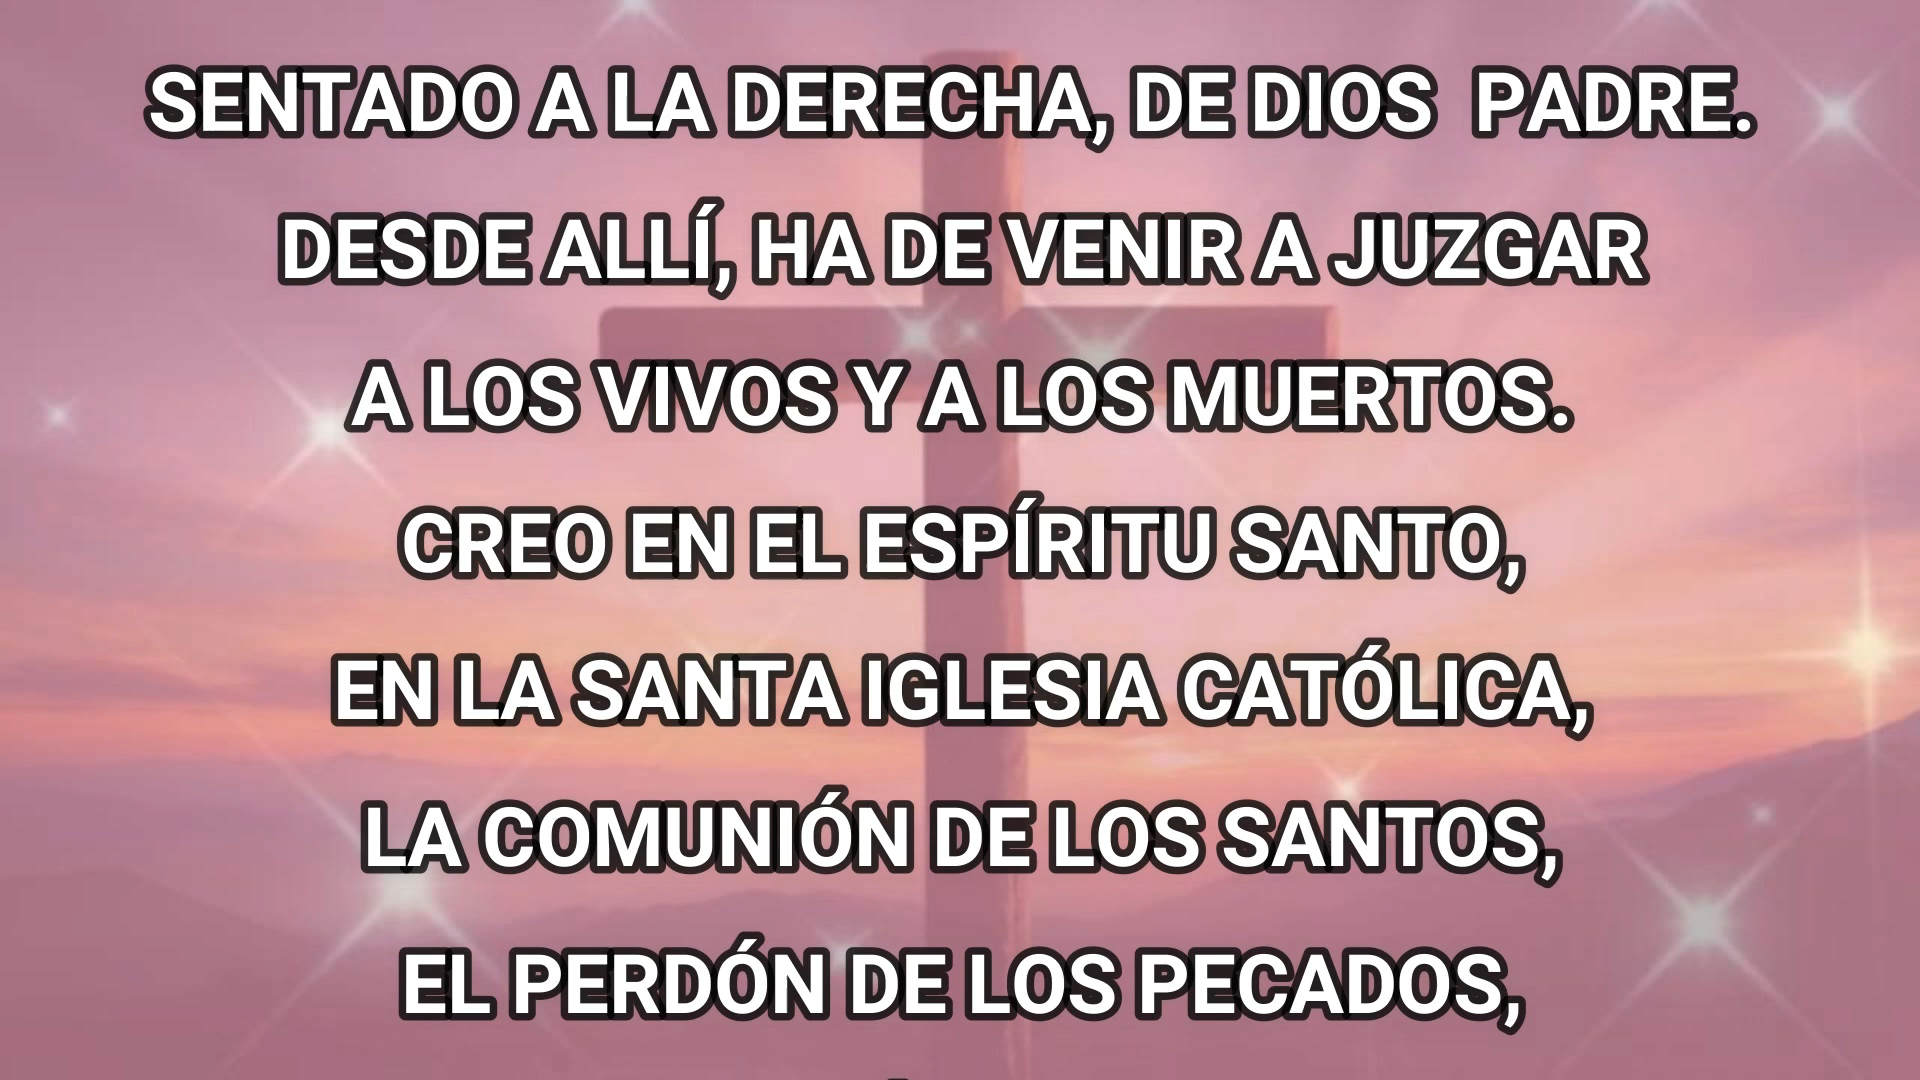 SENTADO A LA DERECHA, DE DIOS  PADRE.
DESDE ALLÍ, HA DE VENIR A JUZGAR
A LOS VIVOS Y A LOS MUERTOS.
CREO EN EL ESPÍRITU SANTO,
EN LA SANTA IGLESIA CATÓLICA,
LA COMUNIÓN DE LOS SANTOS,
EL PERDÓN DE LOS PECADOS,